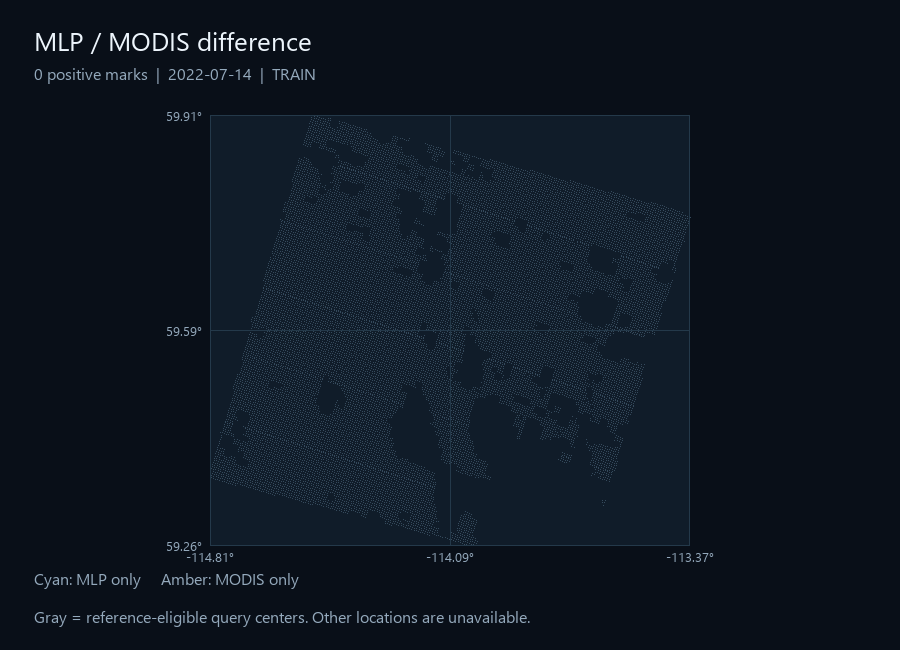 MLP / MODIS difference
0 positive marks | 2022-07-14 | TRAIN
59.91°
59.59°
59.26°
-114.81° -114.09° -113.37°
Cyan: MLP only Amber: MODIS only
Gray = reference-eligible query centers. Other locations are unavailable.